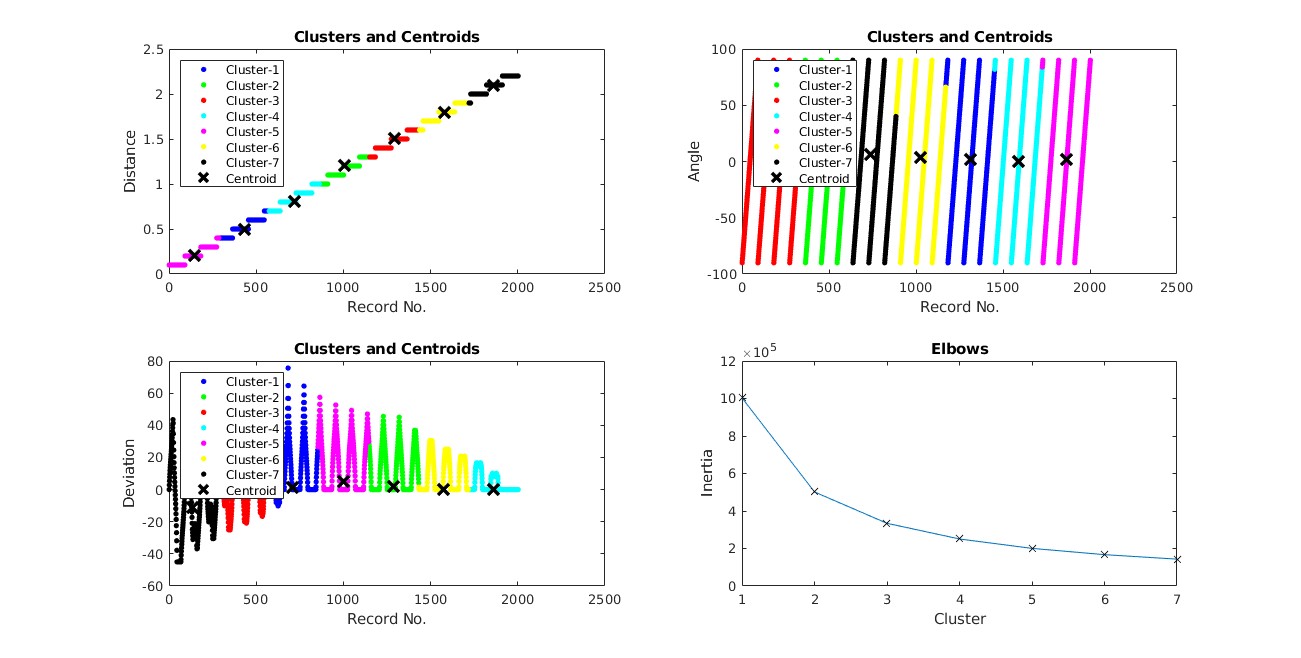 Clusters and Centroids
2.5
2
1.5
1
0.5
0
Distance
Cluster-1
Cluster-2
Cluster-3
Cluster-4
Cluster-5
Cluster-6
Cluster-7
Centroid
0 500 1000 1500 2000 2500
Record No.
Clusters and Centroids
100
50
0
-50
-100
Angle
Cluster-1
Cluster-2
Cluster-3
Cluster-4
Cluster-5
Cluster-6
Cluster-7
Centroid
0 500 1000 1500 2000 2500
Record No.
Clusters and Centroids
80
60
40
20
0
-20
-40
-60
Deviation
Cluster-1
Cluster-2
Cluster-3
Cluster-4
Cluster-5
Cluster-6
Cluster-7
Centroid
0 500 1000 1500 2000 2500
Record No.
Elbows
×10^5
12
10
8
6
4
2
0
Inertia
1 2 3 4 5 6 7
Cluster